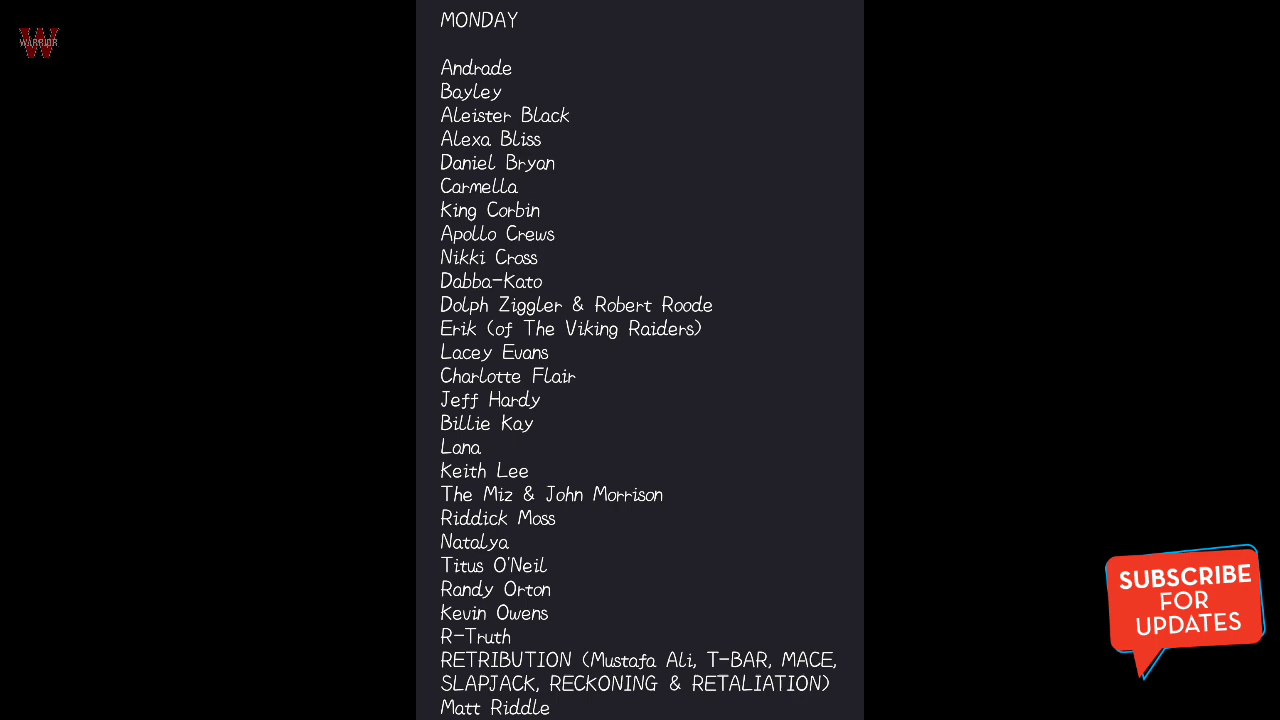 MONDAY
W
WARRIOR
Andrade
Bayley
Aleister Black
Alexa Bliss
Daniel Bryan
Carmella
King Corbin
Apollo Crews
Nikki Cross
Dabba-Kato
Dolph Ziggler & Robert Roode
Erik (of The Viking Raiders)
Lacey Evans
Charlotte Flair
Jeff Hardy
Billie Kay
Lana
Keith Lee
The Miz & John Morrison
Riddick Moss
Natalya
Titus O'Neil
Randy Orton
Kevin Owens
R-Truth
RETRIBUTION (Mustafa Ali, T-BAR, MACE,
SLAPJACK, RECKONING & RETALIATION)
Matt Riddle
SUBSCRIBE
FOR
UPDATES